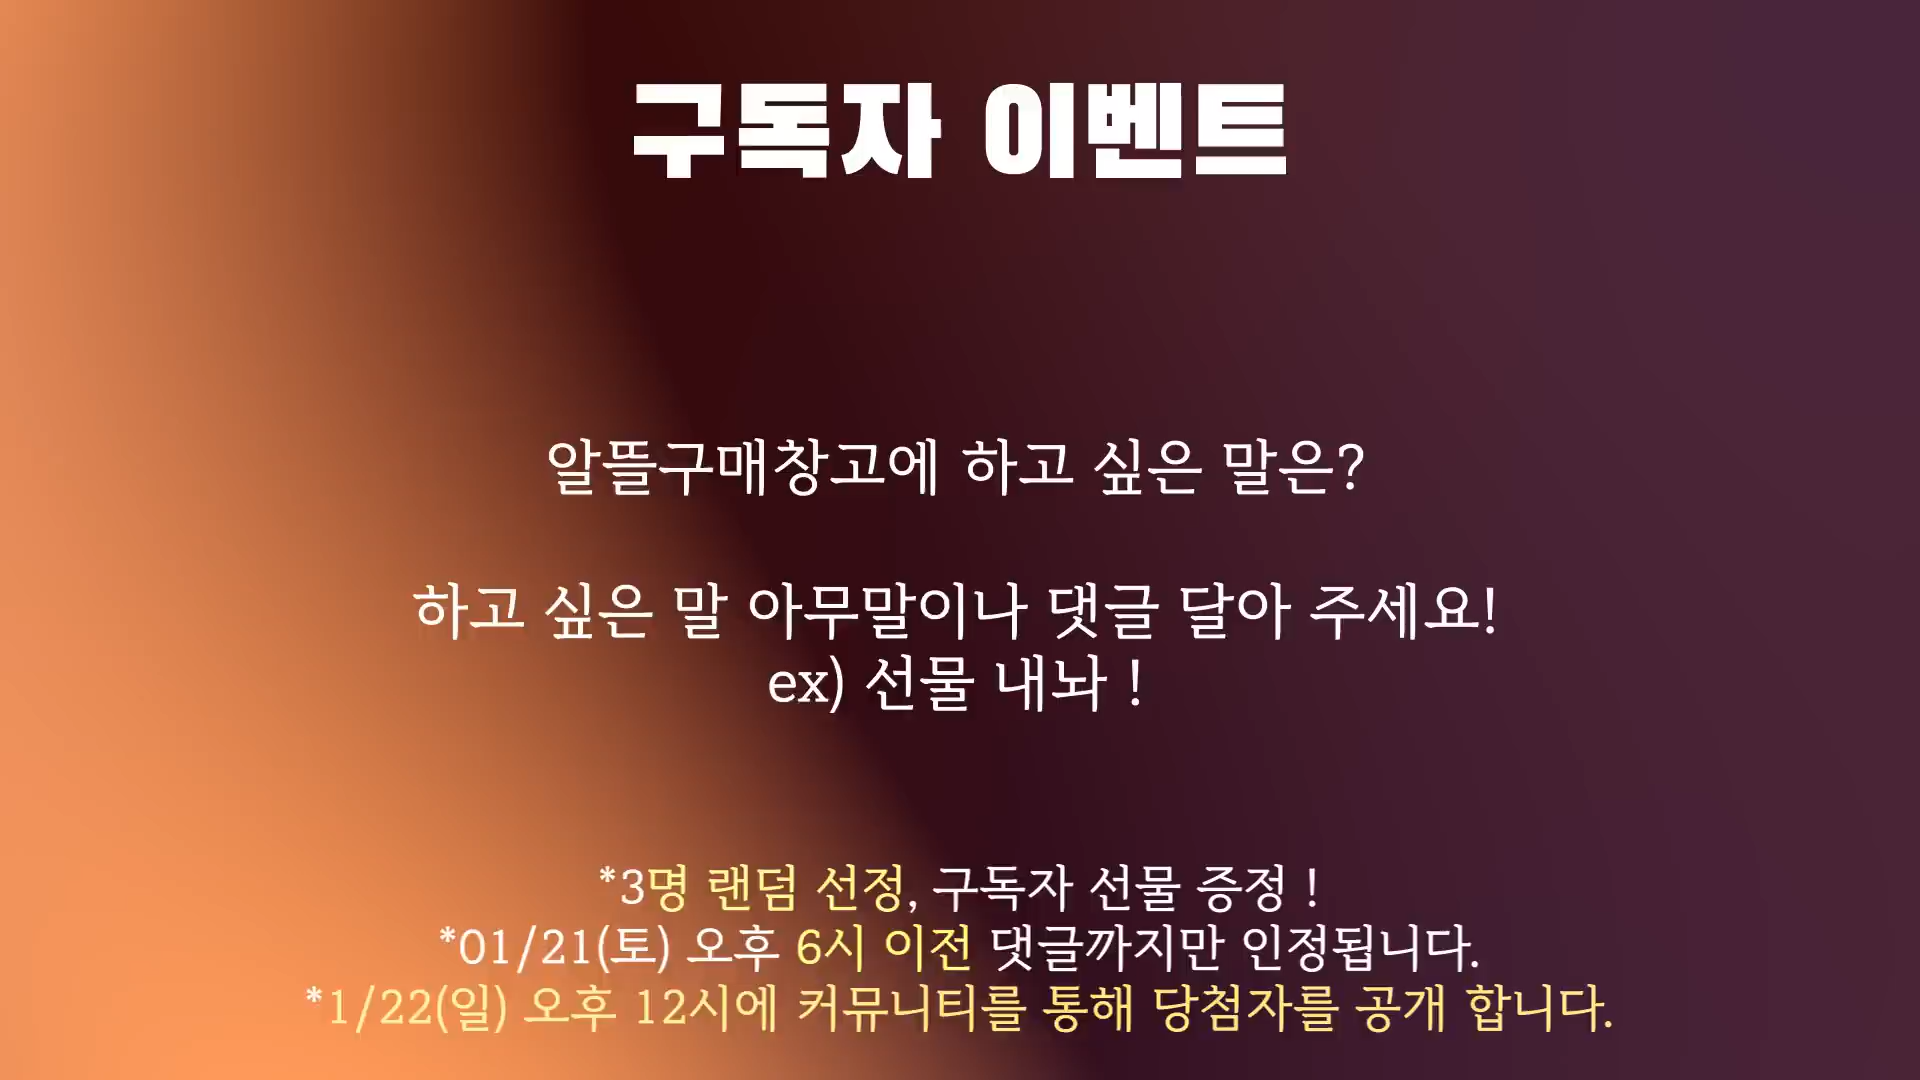 구독자 이벤트
알뜰구매창고에 하고 싶은 말은?
하고 싶은 말 아무말이나 댓글 달아 주세요!
ex) 선물 내놔 !
*3명 랜덤 선정, 구독자 선물 증정 !
*01/21(토) 오후 6시 이전 댓글까지만 인정됩니다.
*1/22(일) 오후 12시에 커뮤니티를 통해 당첨자를 공개 합니다.